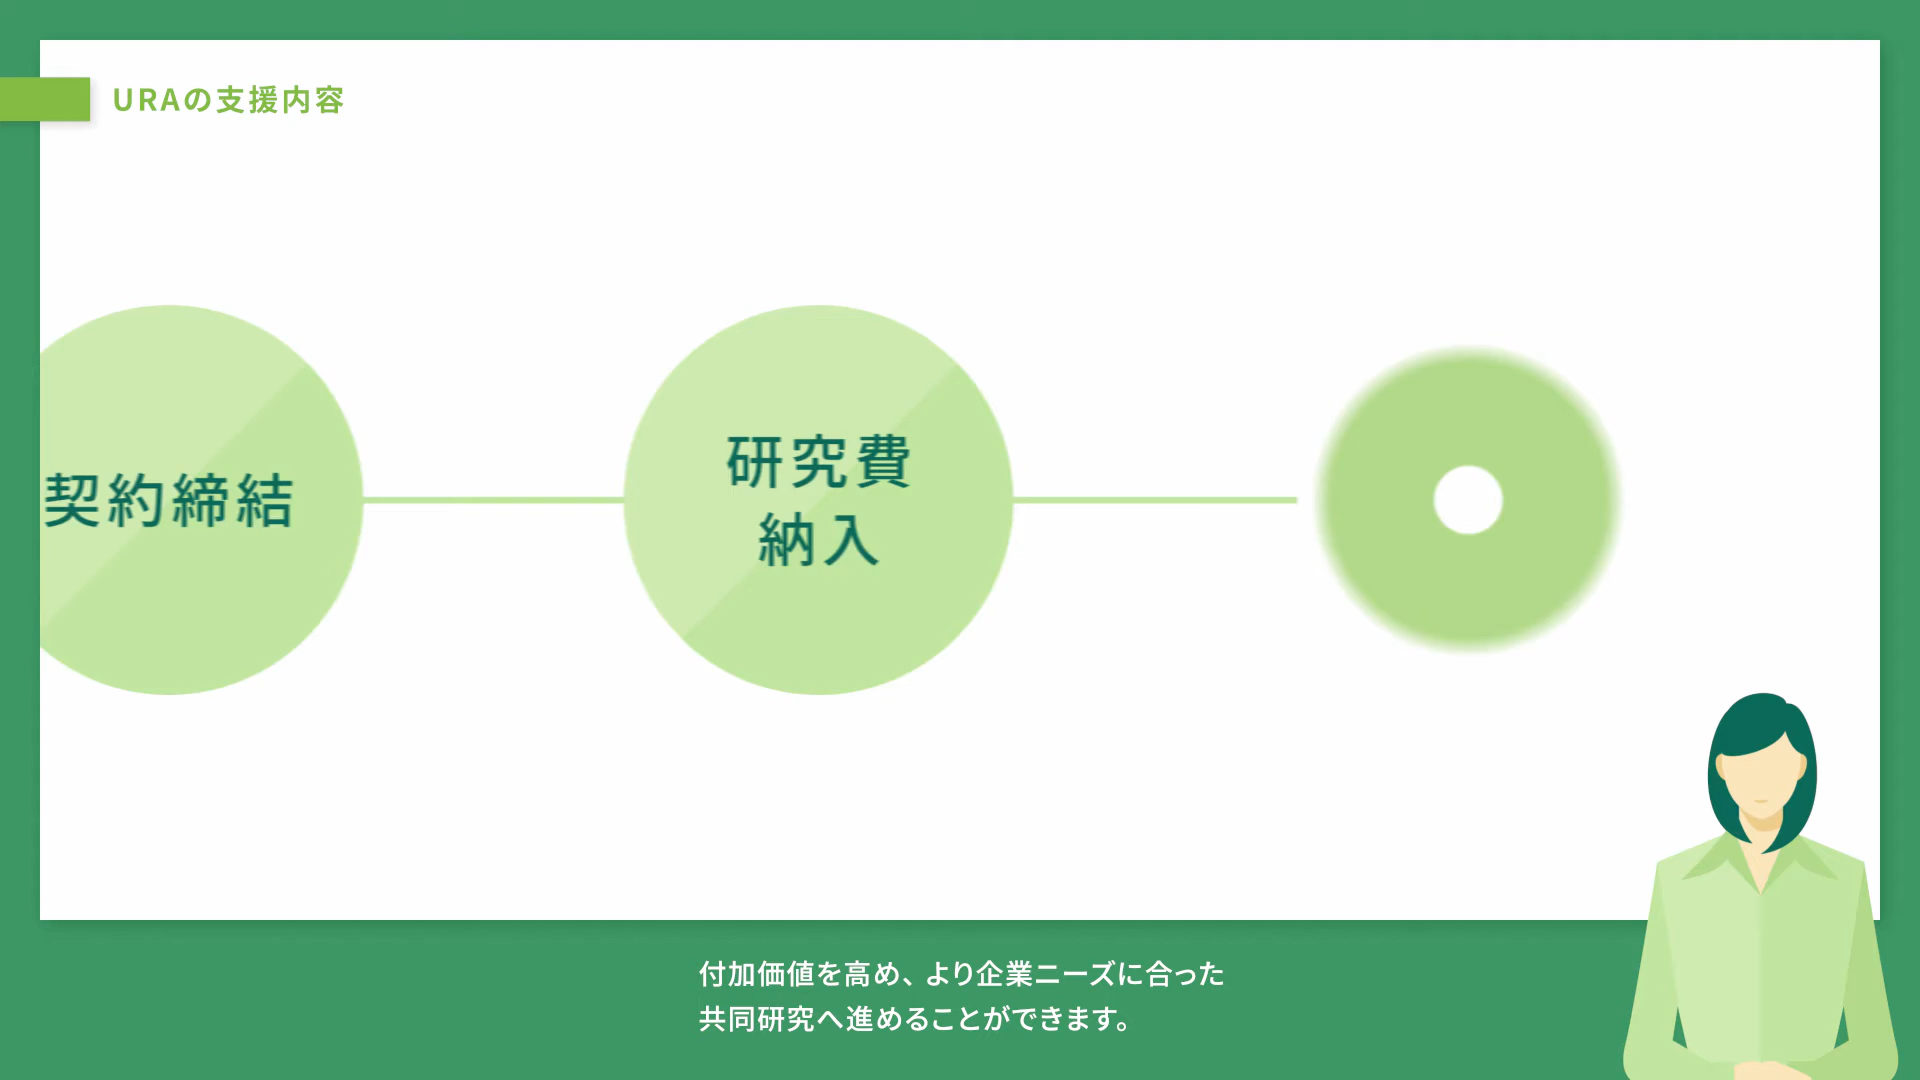 URAの支援内容
契約締結
研究費
納入
付加価値を高め、より企業ニーズに合った
共同研究へ進めることができます。